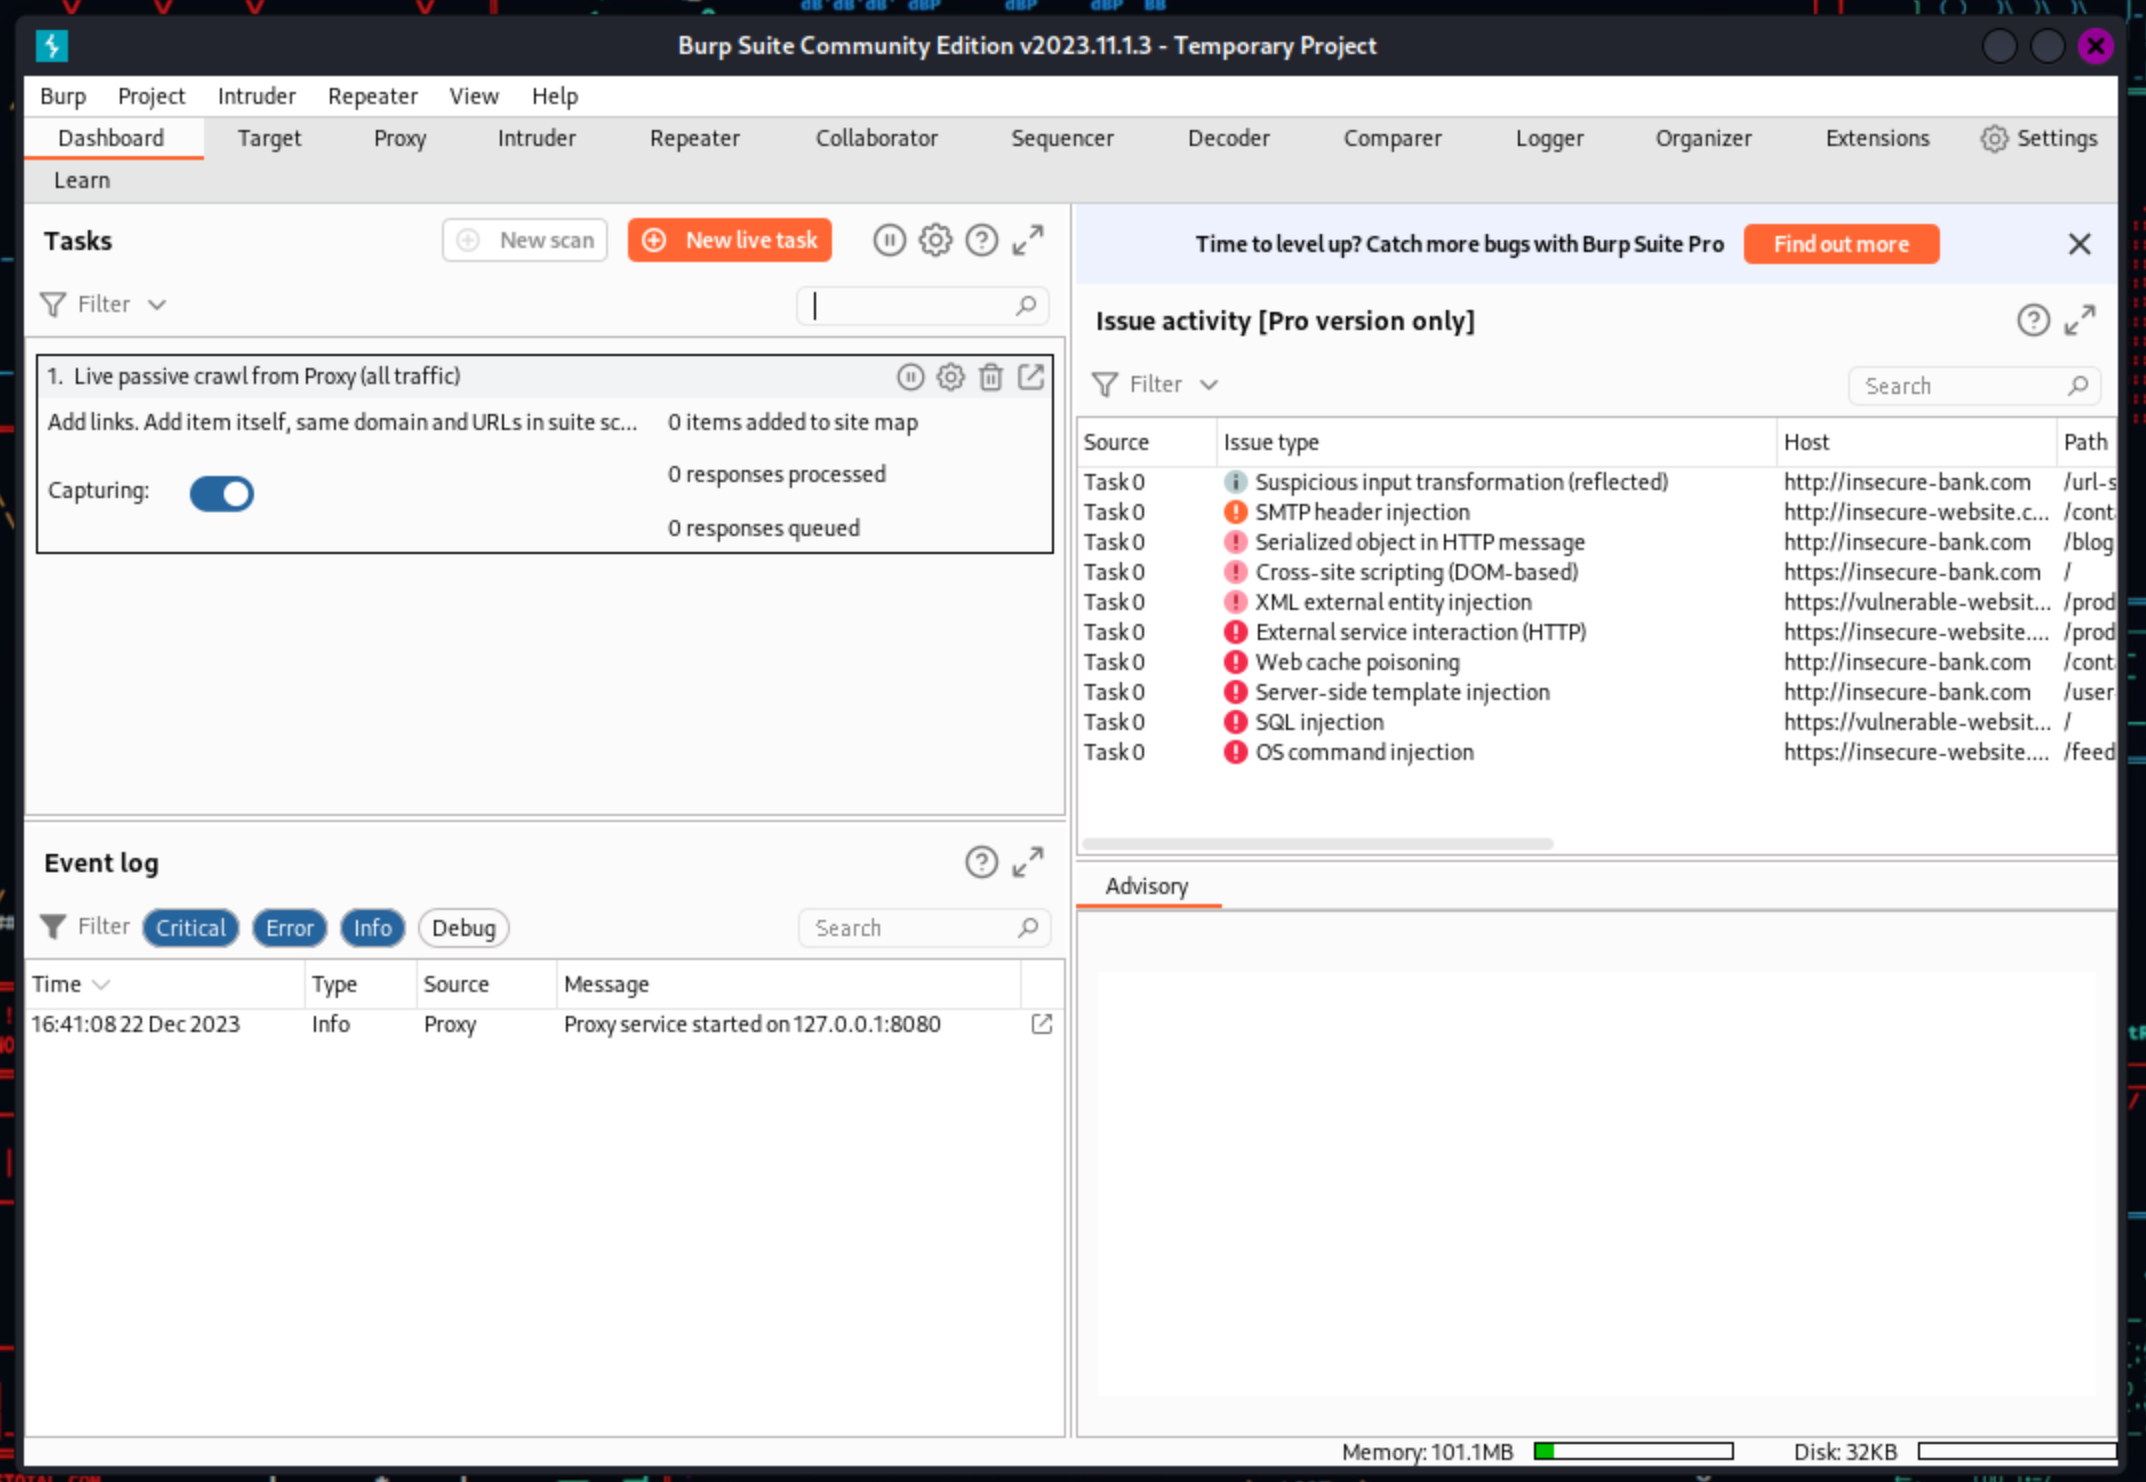 Burp Suite Community Edition v2023.11.1.3 - Temporary Project
Burp Project Intruder Repeater View Help
Dashboard Target Proxy Intruder Repeater Collaborator Sequencer Decoder Comparer Logger Organizer Extensions Settings
Learn
Tasks New scan New live task
Filter
1. Live passive crawl from Proxy (all traffic)
Add links. Add item itself, same domain and URLs in suite sc... 0 items added to site map
0 responses processed
Capturing:
0 responses queued
Event log
Filter Critical Error Info Debug Search
Time Type Source Message
16:41:08 22 Dec 2023 Info Proxy Proxy service started on 127.0.0.1:8080
Time to level up? Catch more bugs with Burp Suite Pro Find out more
Issue activity [Pro version only]
Filter Search
Source Issue type Host Path
Task 0 Suspicious input transformation (reflected) http://insecure-bank.com /url-s
Task 0 SMTP header injection http://insecure-website.c... /cont
Task 0 Serialized object in HTTP message http://insecure-bank.com /blog
Task 0 Cross-site scripting (DOM-based) https://insecure-bank.com /
Task 0 XML external entity injection https://vulnerable-websit... /prod
Task 0 External service interaction (HTTP) https://insecure-website.... /prod
Task 0 Web cache poisoning http://insecure-bank.com /cont
Task 0 Server-side template injection http://insecure-bank.com /user
Task 0 SQL injection https://vulnerable-websit... /
Task 0 OS command injection https://insecure-website.... /feed
Advisory
Memory: 101.1MB Disk: 32KB